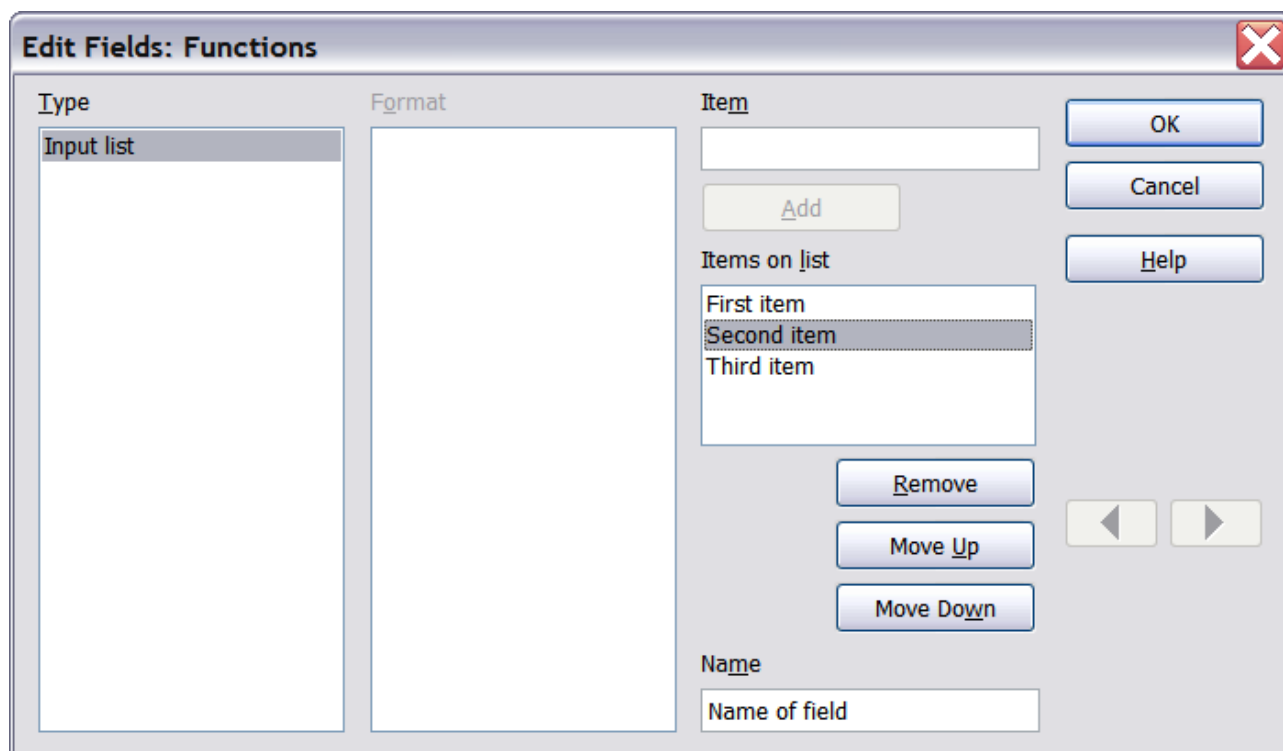 Edit Fields: Functions
Type
Input list
Format
Item
Add
Items on list
First item
Second item
Third item
Remove
Move Up
Move Down
Name
Name of field
OK
Cancel
Help